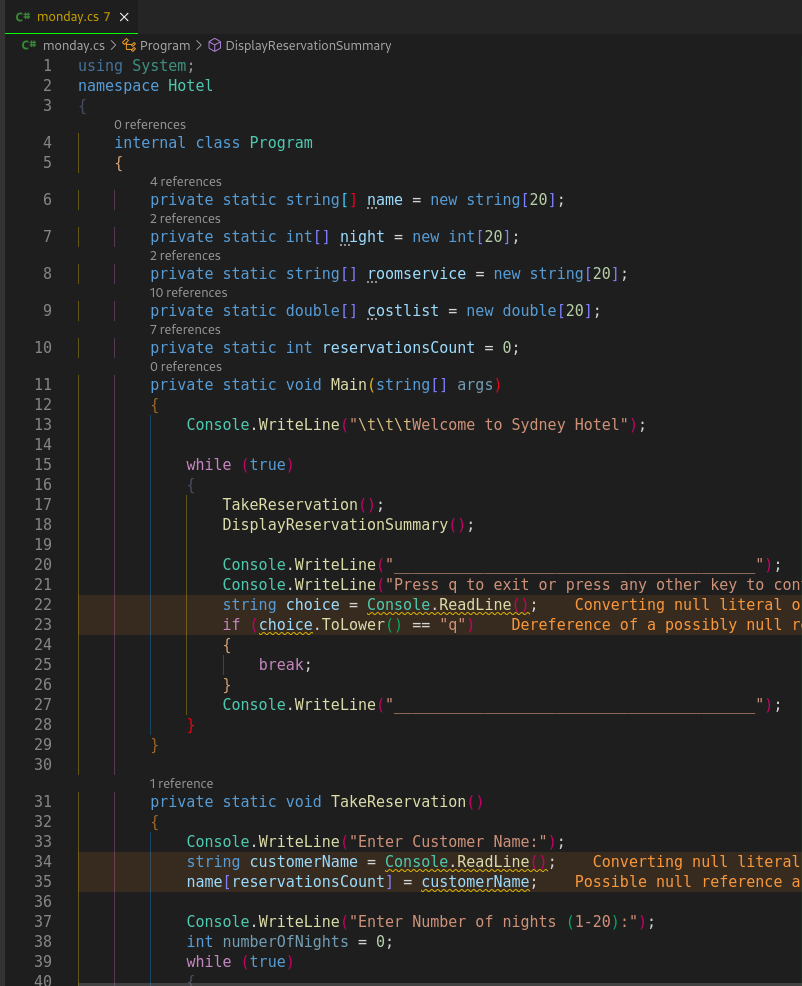 C# monday.cs 7 ×
C# monday.cs > Program > DisplayReservationSummary
1 using System;
2 namespace Hotel
3 {
0 references
4 internal class Program
5 {
4 references
6 private static string[] name = new string[20];
2 references
7 private static int[] night = new int[20];
2 references
8 private static string[] roomservice = new string[20];
10 references
9 private static double[] costlist = new double[20];
7 references
10 private static int reservationsCount = 0;
0 references
11 private static void Main(string[] args)
12 {
13 Console.WriteLine("\t\t\tWelcome to Sydney Hotel");
14
15 while (true)
16 {
17 TakeReservation();
18 DisplayReservationSummary();
19
20 Console.WriteLine("________________________________________");
21 Console.WriteLine("Press q to exit or press any other key to con
22 string choice = Console.ReadLine(); Converting null literal o
23 if (choice.ToLower() == "q") Dereference of a possibly null r
24 {
25 break;
26 }
27 Console.WriteLine("________________________________________");
28 }
29 }
30
1 reference
31 private static void TakeReservation()
32 {
33 Console.WriteLine("Enter Customer Name:");
34 string customerName = Console.ReadLine(); Converting null literal
35 name[reservationsCount] = customerName; Possible null reference a
36
37 Console.WriteLine("Enter Number of nights (1-20):");
38 int numberOfNights = 0;
39 while (true)
40 {